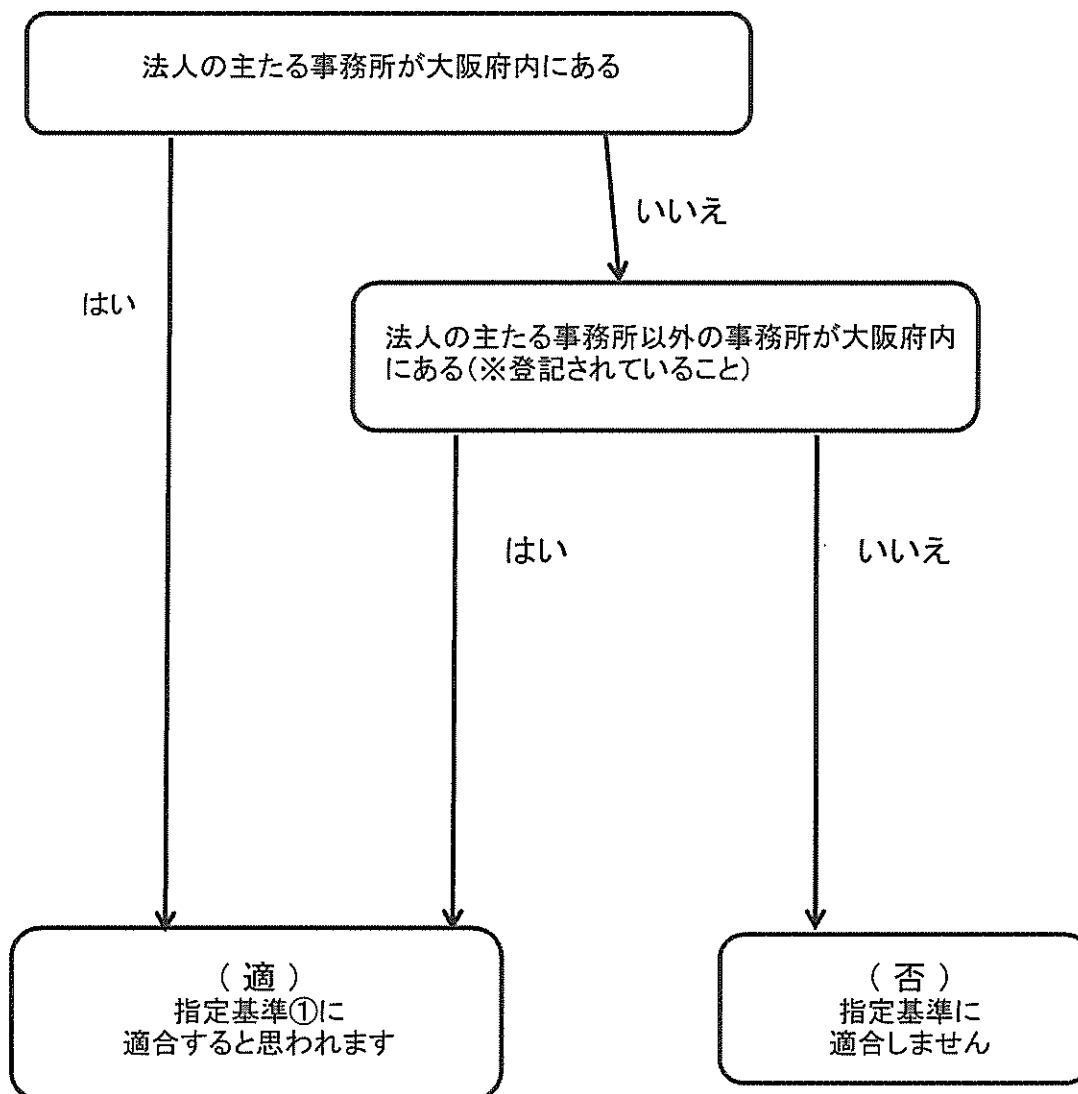 法人の主たる事務所が大阪府内にある
いいえ
はい
法人の主たる事務所以外の事務所が大阪府内
にある(※登記されていること)
はい
いいえ
(適)
指定基準①に
適合すると思われます
(否)
指定基準に
適合しません